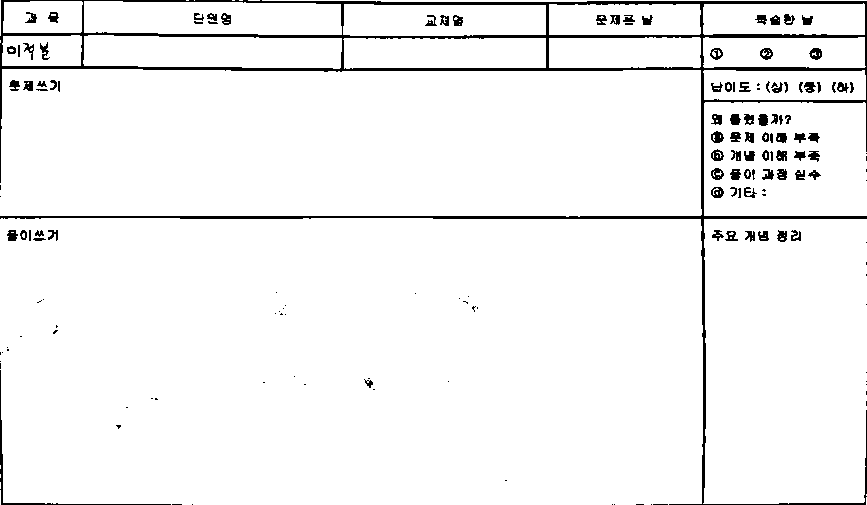 과 목 단원명 교재명 문제푼 날 복습한 날
미적분 ① ② ③
문제쓰기
난이도 : (상) (중) (하)
왜 틀렸을까?
ⓐ 문제 이해 부족
ⓑ 개념 이해 부족
ⓒ 풀이 과정 실수
ⓓ 기타 :
풀이쓰기
주요 개념 정리